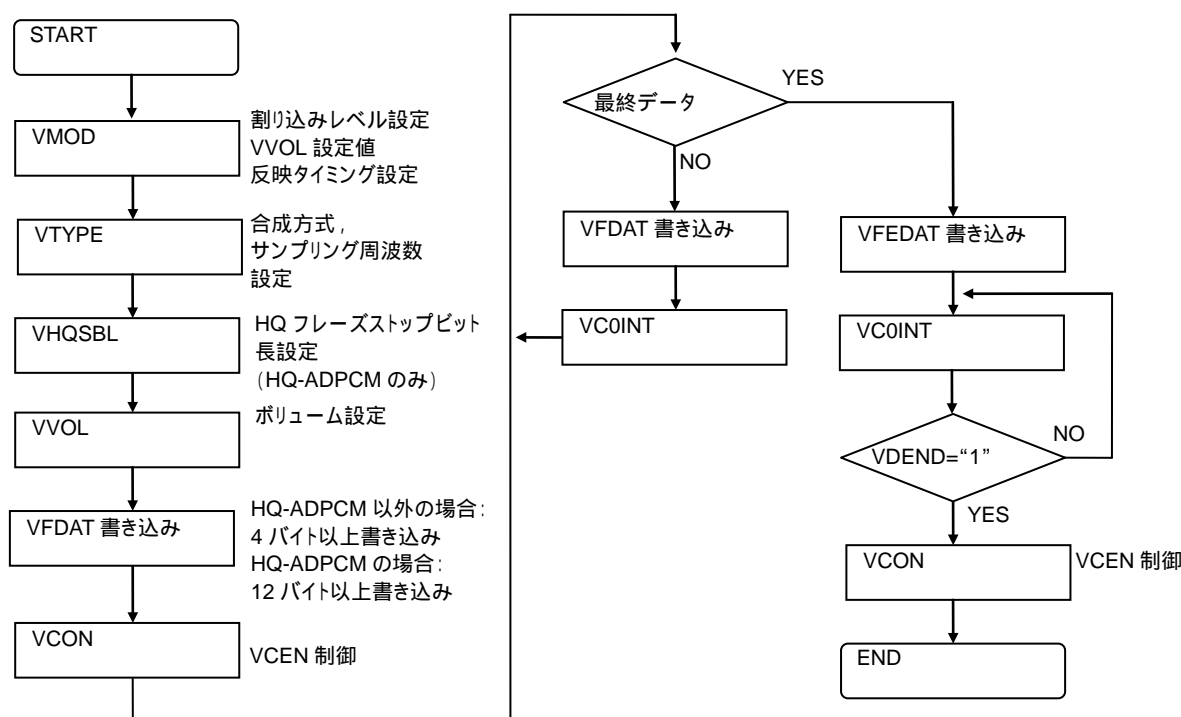 START
VMOD
割り込みレベル設定
VVOL 設定値
反映タイミング設定
VTYPE
合成方式,
サンプリング周波数
設定
VHQSBL
HQ フレーズストップビット
長設定
(HQ-ADPCM のみ)
VVOL
ボリューム設定
VFDAT 書き込み
HQ-ADPCM 以外の場合:
4 バイト以上書き込み
HQ-ADPCM の場合:
12 バイト以上書き込み
VCON
VCEN 制御
最終データ
YES
NO
VFDAT 書き込み
VC0INT
VFEDAT 書き込み
VC0INT
VDEND=“1”
NO
YES
VCON
VCEN 制御
END